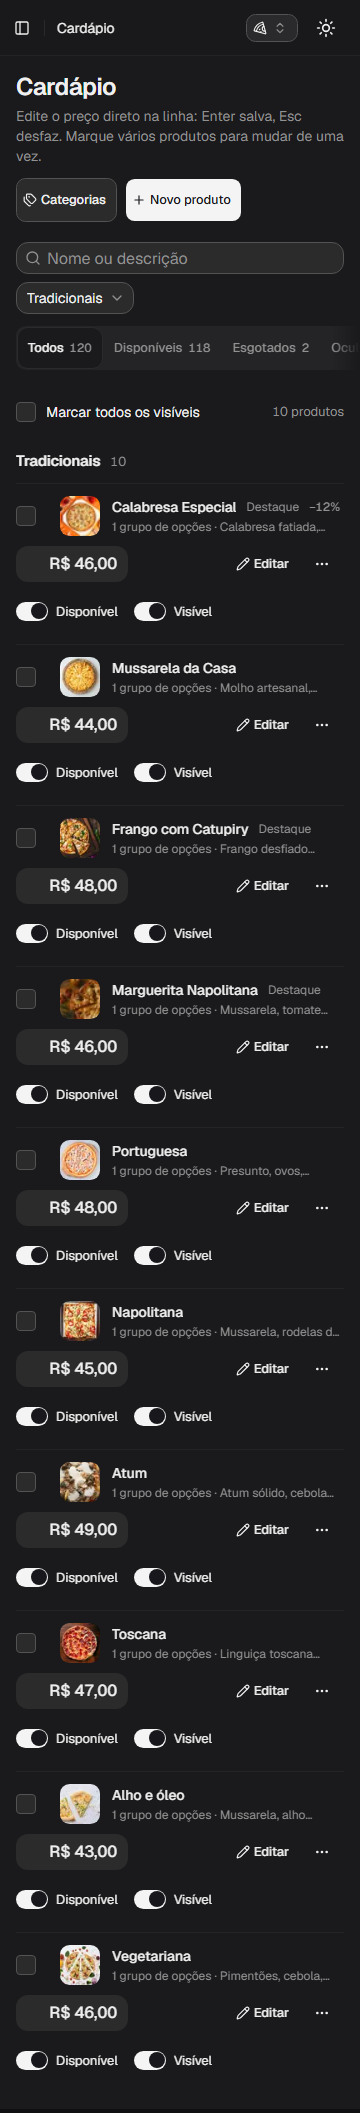 Cardápio
Cardápio
Edite o preço direto na linha: Enter salva, Esc
desfaz. Marque vários produtos para mudar de uma
vez.
Categorias
Novo produto
Nome ou descrição
Tradicionais
Todos 120 Disponíveis 118 Esgotados 2 Ocu
Marcar todos os visíveis 10 produtos
Tradicionais 10
Calabresa Especial Destaque −12%
1 grupo de opções · Calabresa fatiada,...
R$ 46,00 Editar
Disponível Visível
Mussarela da Casa
1 grupo de opções · Molho artesanal,...
R$ 44,00 Editar
Disponível Visível
Frango com Catupiry Destaque
1 grupo de opções · Frango desfiado...
R$ 48,00 Editar
Disponível Visível
Marguerita Napolitana Destaque
1 grupo de opções · Mussarela, tomate...
R$ 46,00 Editar
Disponível Visível
Portuguesa
1 grupo de opções · Presunto, ovos,...
R$ 48,00 Editar
Disponível Visível
Napolitana
1 grupo de opções · Mussarela, rodelas d...
R$ 45,00 Editar
Disponível Visível
Atum
1 grupo de opções · Atum sólido, cebola...
R$ 49,00 Editar
Disponível Visível
Toscana
1 grupo de opções · Linguiça toscana...
R$ 47,00 Editar
Disponível Visível
Alho e óleo
1 grupo de opções · Mussarela, alho...
R$ 43,00 Editar
Disponível Visível
Vegetariana
1 grupo de opções · Pimentões, cebola,...
R$ 46,00 Editar
Disponível Visível